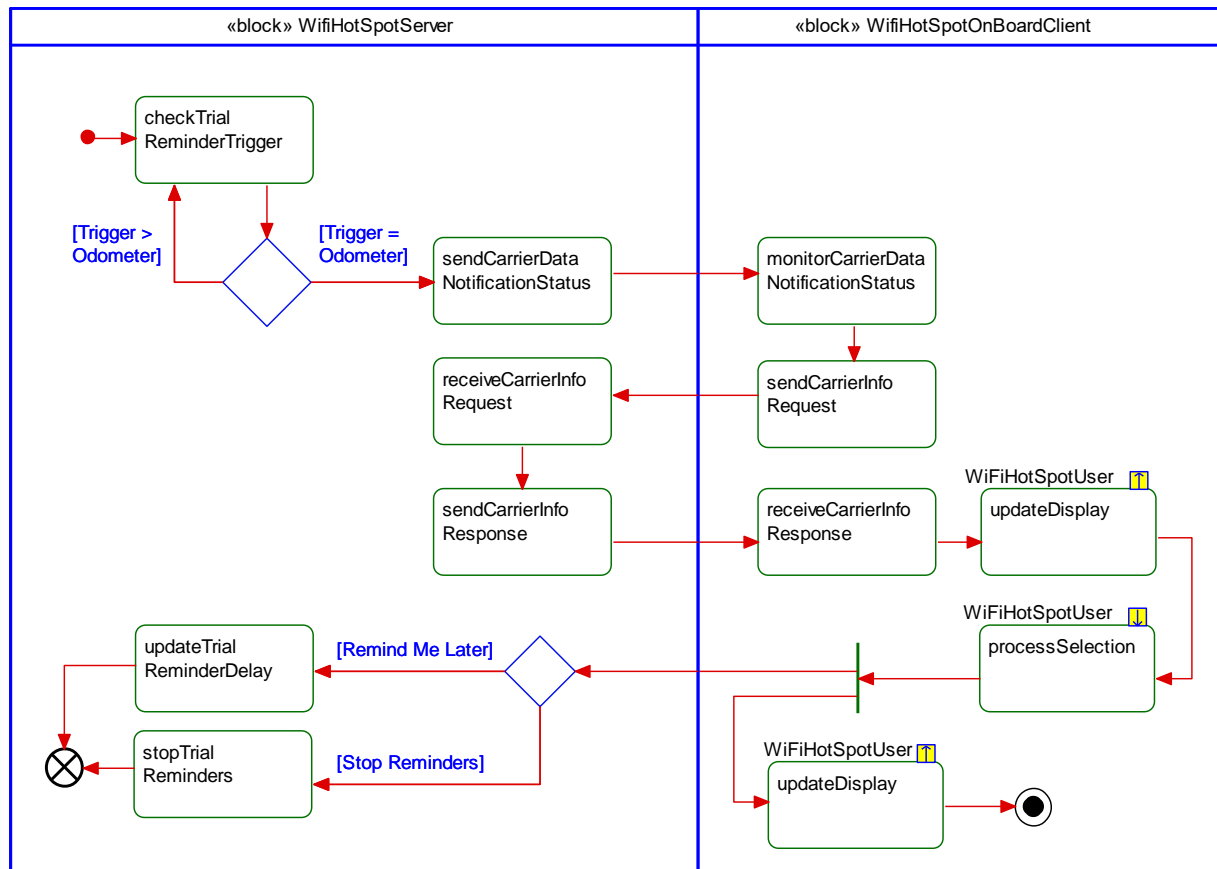 «block» WifiHotSpotServer
«block» WifiHotSpotOnBoardClient
checkTrial
ReminderTrigger
[Trigger >
Odometer]
[Trigger =
Odometer]
sendCarrierData
NotificationStatus
monitorCarrierData
NotificationStatus
receiveCarrierInfo
Request
sendCarrierInfo
Request
sendCarrierInfo
Response
receiveCarrierInfo
Response
WiFiHotSpotUser
updateDisplay
WiFiHotSpotUser
processSelection
updateTrial
ReminderDelay
[Remind Me Later]
stopTrial
Reminders
[Stop Reminders]
WiFiHotSpotUser
updateDisplay